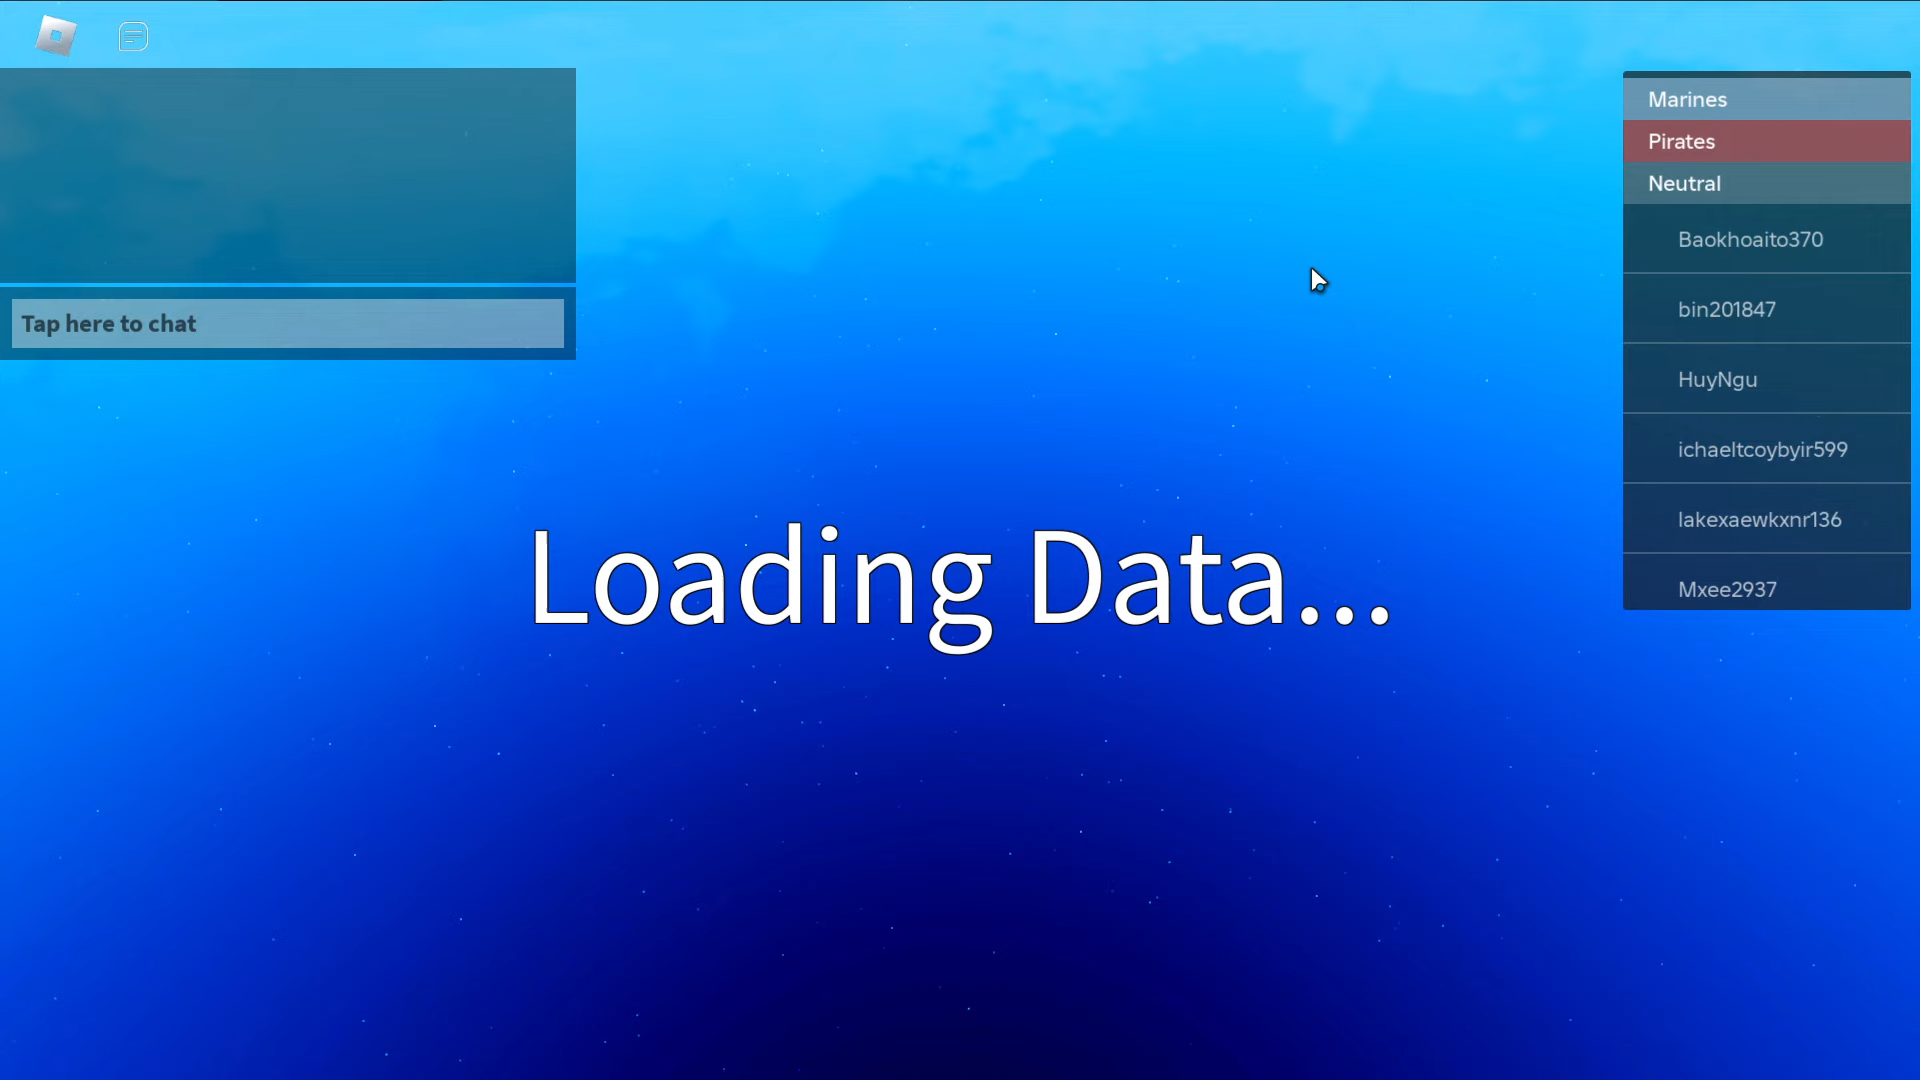 Tap here to chat
Loading Data...
Marines
Pirates
Neutral
Baokhoaito370
bin201847
HuyNgu
ichaeltcoybyir599
lakexaewkxnr136
Mxee2937